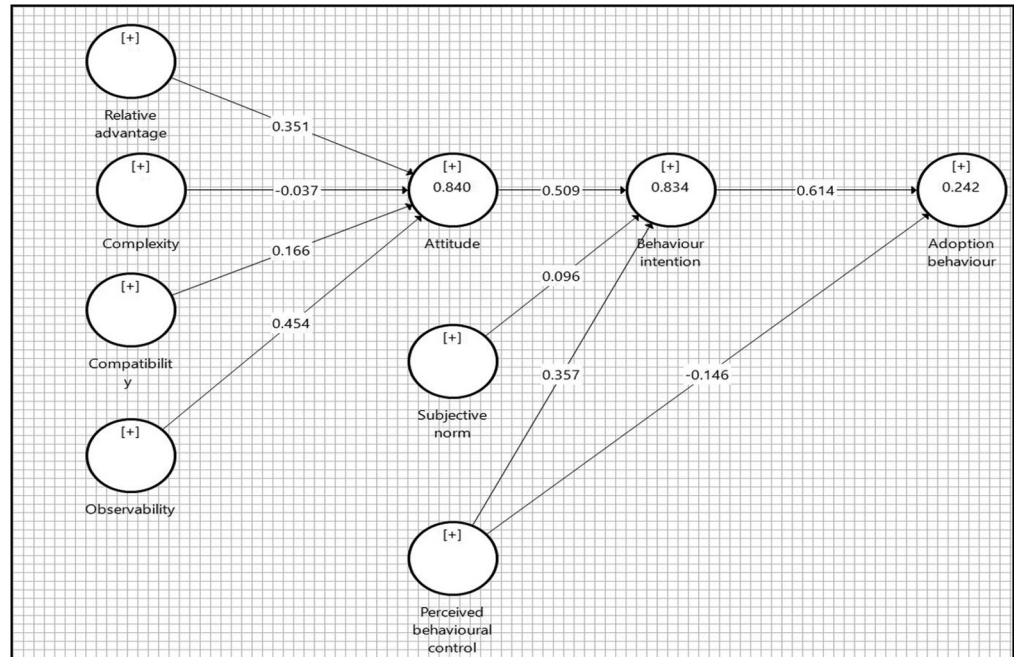 [+]
Relative
advantage
0.351
[+]
Complexity
-0.037
[+]
0.840
Attitude
0.509
[+]
0.834
Behaviour
intention
0.614
[+]
0.242
Adoption
behaviour
[+]
Compatibilit
y
0.166
0.454
[+]
Observability
[+]
Subjective
norm
0.096
0.357
-0.146
[+]
Perceived
behavioural
control